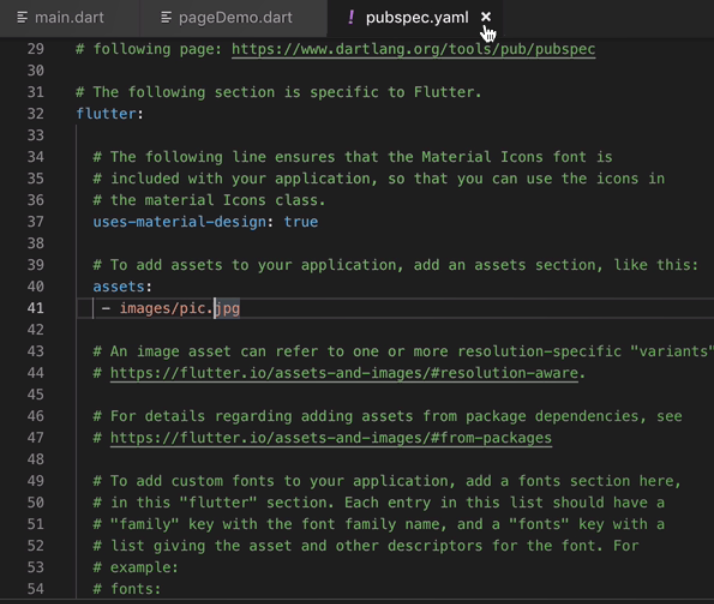 main.dart pageDemo.dart ! pubspec.yaml ×
29 # following page: https://www.dartlang.org/tools/pub/pubspec
30
31 # The following section is specific to Flutter.
32 flutter:
33
34 # The following line ensures that the Material Icons font is
35 # included with your application, so that you can use the icons in
36 # the material Icons class.
37 uses-material-design: true
38
39 # To add assets to your application, add an assets section, like this:
40 assets:
41 - images/pic.jpg
42
43 # An image asset can refer to one or more resolution-specific "variants"
44 # https://flutter.io/assets-and-images/#resolution-aware.
45
46 # For details regarding adding assets from package dependencies, see
47 # https://flutter.io/assets-and-images/#from-packages
48
49 # To add custom fonts to your application, add a fonts section here,
50 # in this "flutter" section. Each entry in this list should have a
51 # "family" key with the font family name, and a "fonts" key with a
52 # list giving the asset and other descriptors for the font. For
53 # example:
54 # fonts: